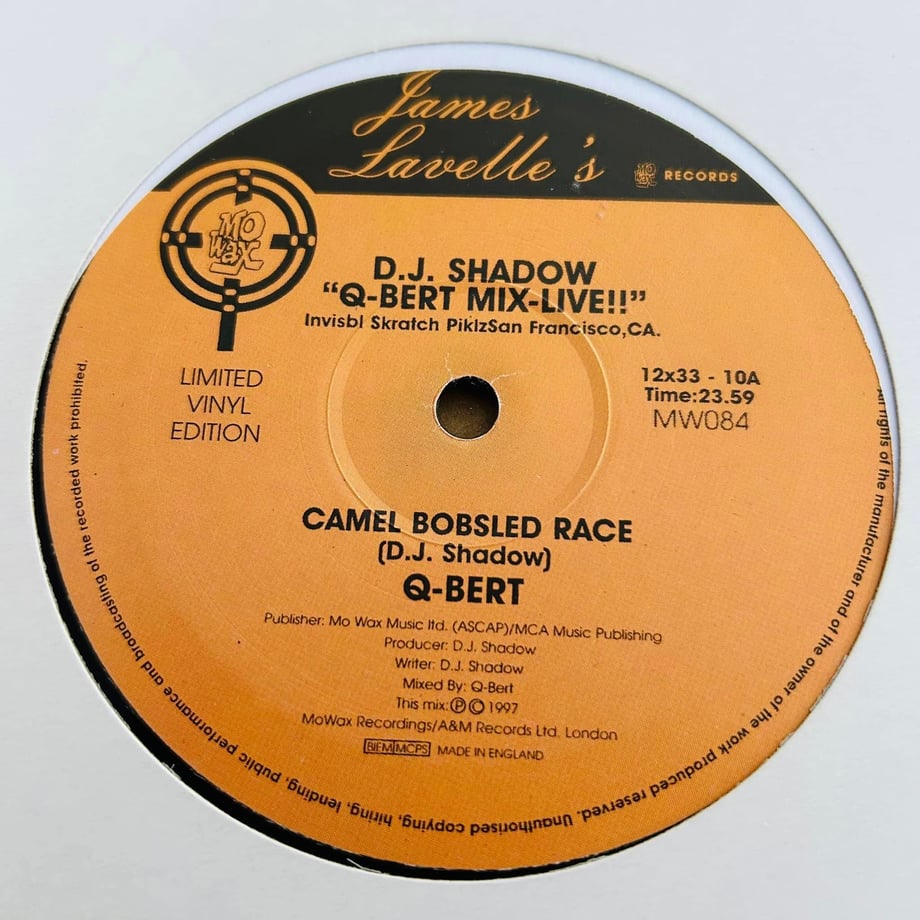 James
Lavelle's
MO WAX RECORDS
MO
Wax
D.J. SHADOW
“Q-BERT MIX-LIVE!!”
Invisbl Skratch PiklzSan Francisco,CA.
LIMITED
VINYL
EDITION
12x33 - 10A
Time:23.59
MW084
CAMEL BOBSLED RACE
(D.J. Shadow)
Q-BERT
Publisher: Mo Wax Music ltd. (ASCAP)/MCA Music Publishing
Producer: D.J. Shadow
Writer: D.J. Shadow
Mixed By: Q-Bert
This mix:ⓅⒸ 1997
MoWax Recordings/A&M Records Ltd. London
BIEM MCPS MADE IN ENGLAND
All rights of the manufacturer and of the owner of the work produced reserved. Unauthorised copying, hiring, lending, public performance and broadcasting of the recorded work prohibited.